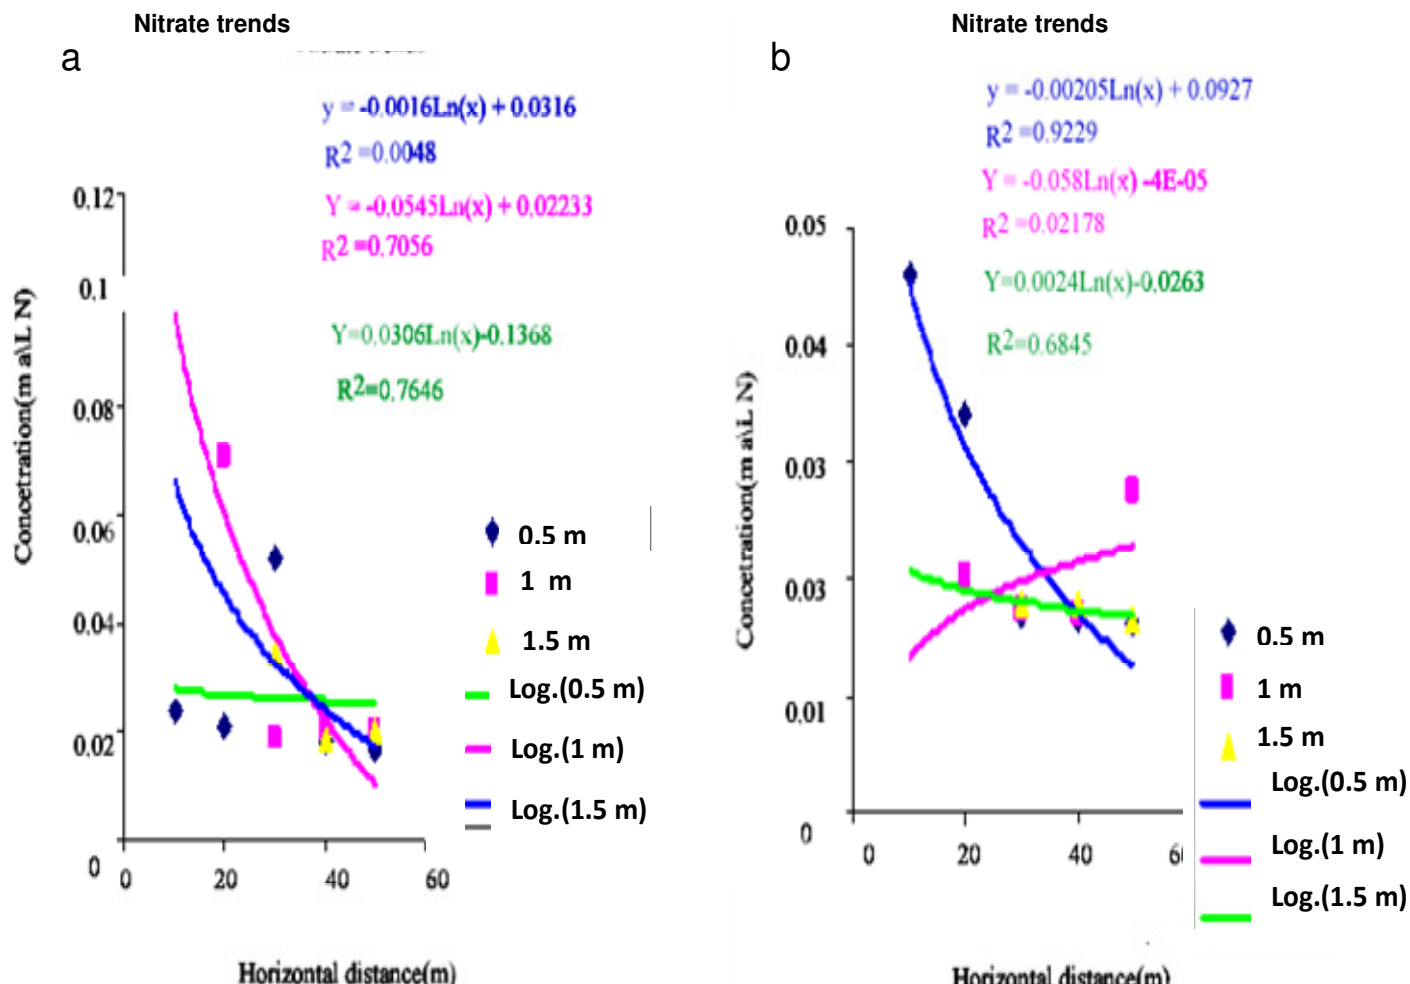 Nitrate trends
a
y = -0.0016Ln(x) + 0.0316
R2 =0.0048
Y = -0.0545Ln(x) + 0.02233
R2 =0.7056
Y=0.0306Ln(x)-0.1368
R2=0.7646
0.12
0.1
0.08
0.06
0.04
0.02
0
0 20 40 60
Concetration(m a\L N)
Horizontal distance(m)
0.5 m
1 m
1.5 m
Log.(0.5 m)
Log.(1 m)
Log.(1.5 m)
Nitrate trends
b
y = -0.00205Ln(x) + 0.0927
R2 =0.9229
Y = -0.058Ln(x) -4E-05
R2 =0.02178
Y=0.0024Ln(x)-0.0263
R2=0.6845
0.05
0.04
0.03
0.03
0.01
0
0 20 40 6
Concetration(m a\L N)
Horizontal distance(m)
0.5 m
1 m
1.5 m
Log.(0.5 m)
Log.(1 m)
Log.(1.5 m)